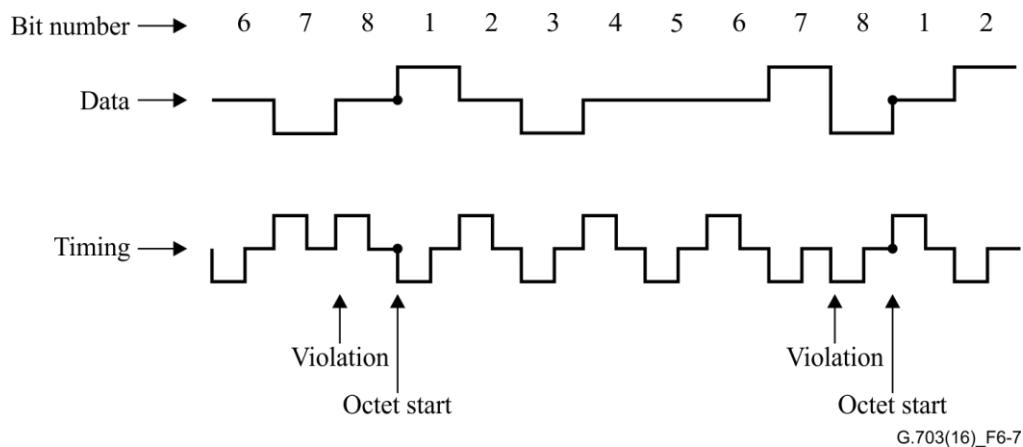 Bit number 6 7 8 1 2 3 4 5 6 7 8 1 2
Data
Timing
Violation Violation
Octet start Octet start
G.703(16)_F6-7